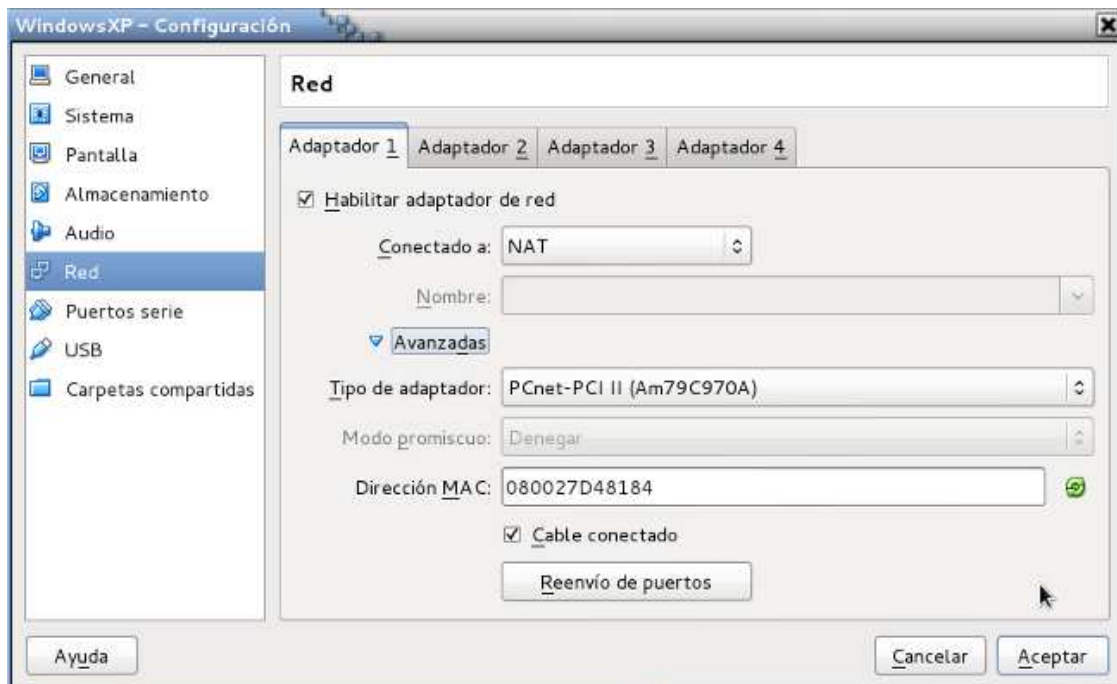 WindowsXP - Configuración
General
Sistema
Pantalla
Almacenamiento
Audio
Red
Puertos serie
USB
Carpetas compartidas
Red
Adaptador 1 Adaptador 2 Adaptador 3 Adaptador 4
Habilitar adaptador de red
Conectado a: NAT
Nombre:
Avanzadas
Tipo de adaptador: PCnet-PCI II (Am79C970A)
Modo promiscuo: Denegar
Dirección MAC: 080027D48184
Cable conectado
Reenvío de puertos
Ayuda Cancelar Aceptar